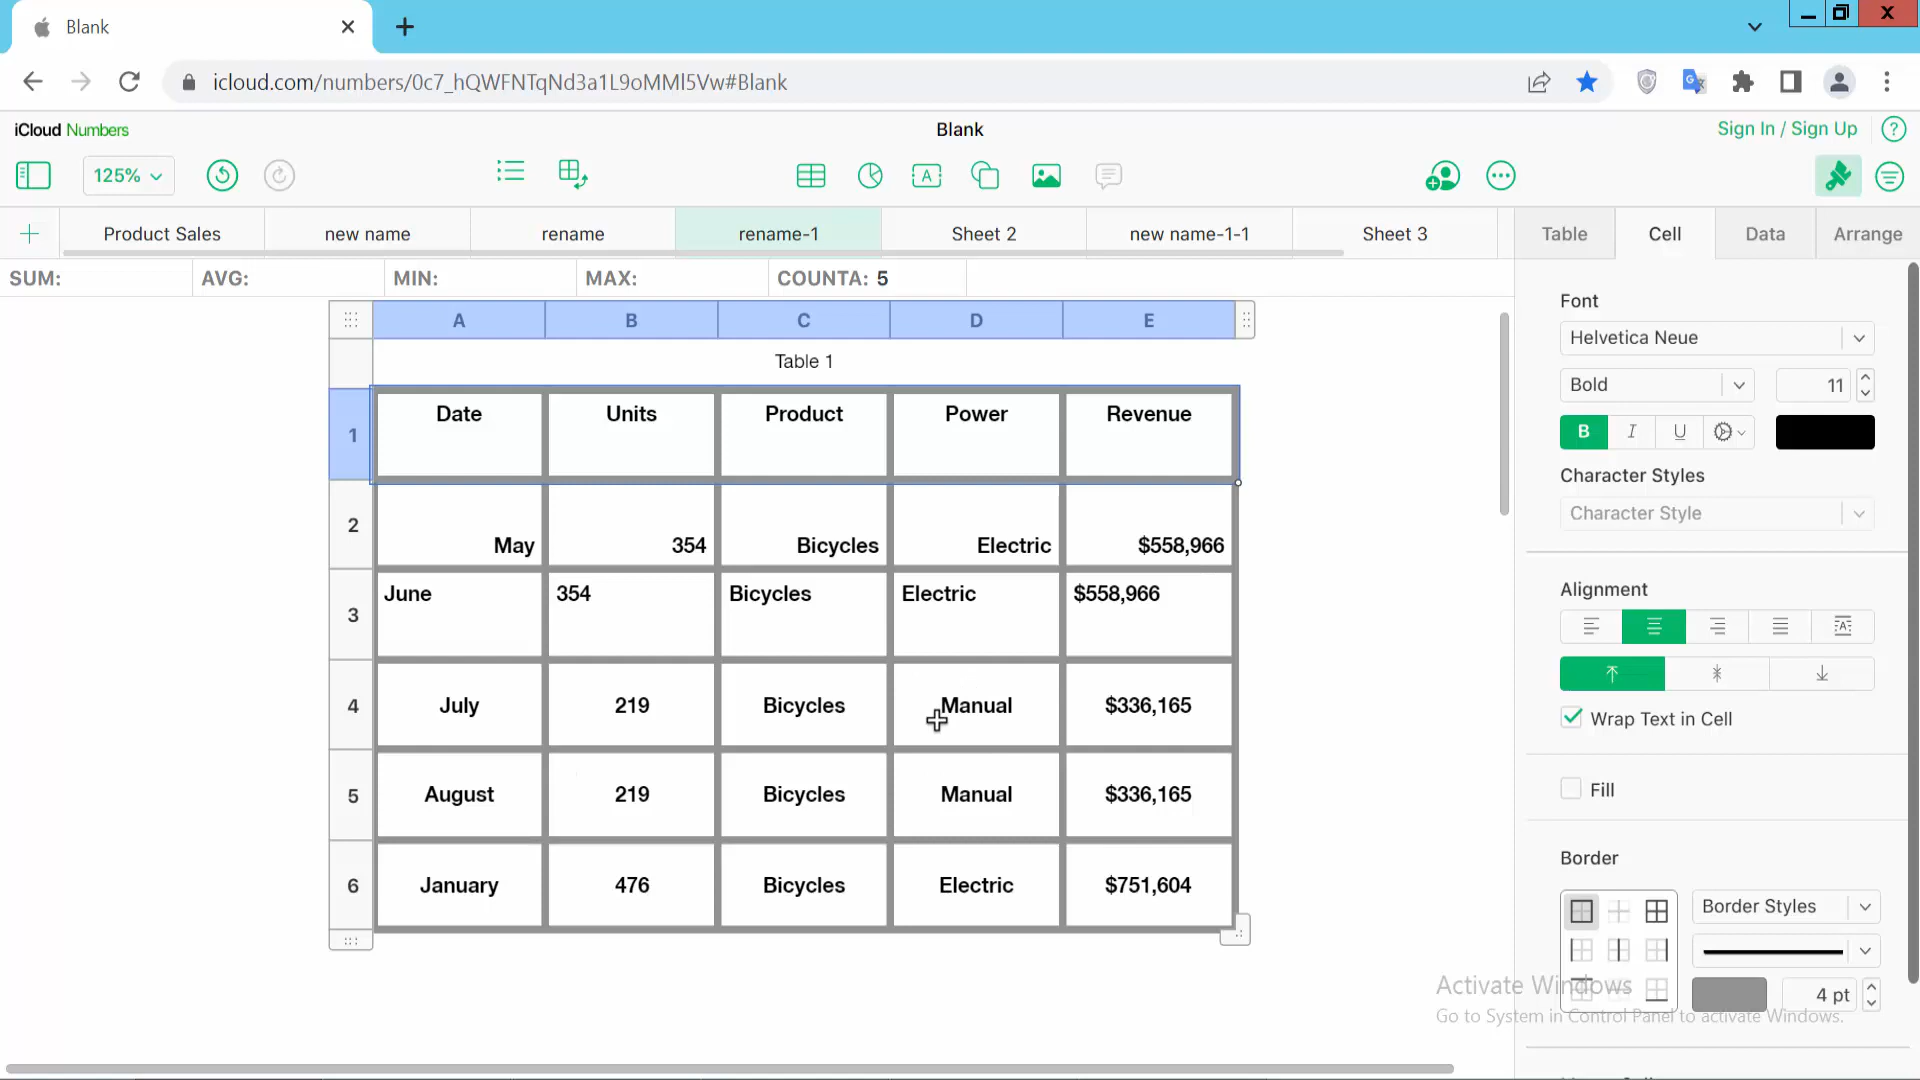 Blank
icloud.com/numbers/0c7_hQWFNTqNd3a1L9oMMl5Vw#Blank
iCloud Numbers
Blank
Sign In / Sign Up
125%
Product Sales new name rename rename-1 Sheet 2 new name-1-1 Sheet 3
Table Cell Data Arrange
SUM: AVG: MIN: MAX: COUNTA: 5
A B C D E
Table 1
1 Date Units Product Power Revenue
2 May 354 Bicycles Electric $558,966
3 June 354 Bicycles Electric $558,966
4 July 219 Bicycles Manual $336,165
5 August 219 Bicycles Manual $336,165
6 January 476 Bicycles Electric $751,604
Font
Helvetica Neue
Bold 11
B I U
Character Styles
Character Style
Alignment
Wrap Text in Cell
Fill
Border
Border Styles
4 pt
Activate Windows
Go to System in Control Panel to activate Windows.